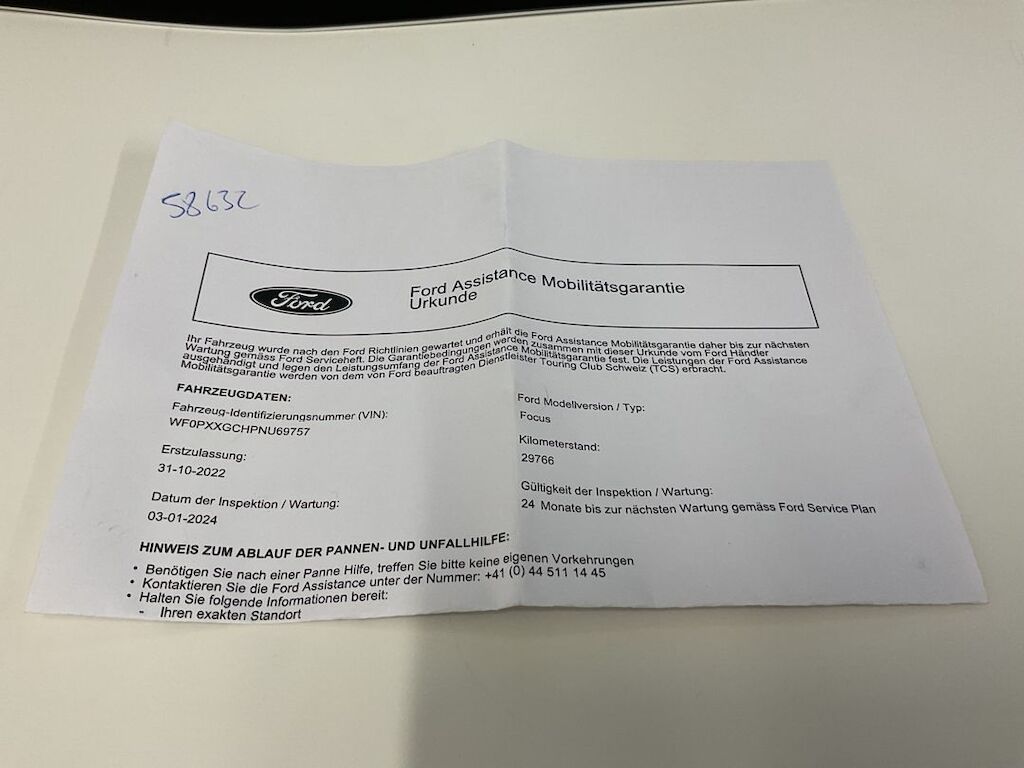 58632
Ford
Ford Assistance Mobilitätsgarantie
Urkunde
Ihr Fahrzeug wurde nach den Ford Richtlinien gewartet und erhält die Ford Assistance Mobilitätsgarantie daher bis zur nächsten
Wartung gemäss Ford Serviceheft. Die Garantiebedingungen werden zusammen mit dieser Urkunde vom Ford Händler
ausgehändigt und legen den Leistungsumfang der Ford Assistance Mobilitätsgarantie fest. Die Leistungen der Ford Assistance
Mobilitätsgarantie werden von dem von Ford beauftragten Dienstleister Touring Club Schweiz (TCS) erbracht.
FAHRZEUGDATEN:
Fahrzeug-Identifizierungsnummer (VIN):
WF0PXXGCHPNU69757
Ford Modellversion / Typ:
Focus
Erstzulassung:
31-10-2022
Kilometerstand:
29766
Datum der Inspektion / Wartung:
03-01-2024
Gültigkeit der Inspektion / Wartung:
24 Monate bis zur nächsten Wartung gemäss Ford Service Plan
HINWEIS ZUM ABLAUF DER PANNEN- UND UNFALLHILFE:
• Benötigen Sie nach einer Panne Hilfe, treffen Sie bitte keine eigenen Vorkehrungen
• Kontaktieren Sie die Ford Assistance unter der Nummer: +41 (0) 44 511 14 45
• Halten Sie folgende Informationen bereit:
- Ihren exakten Standort